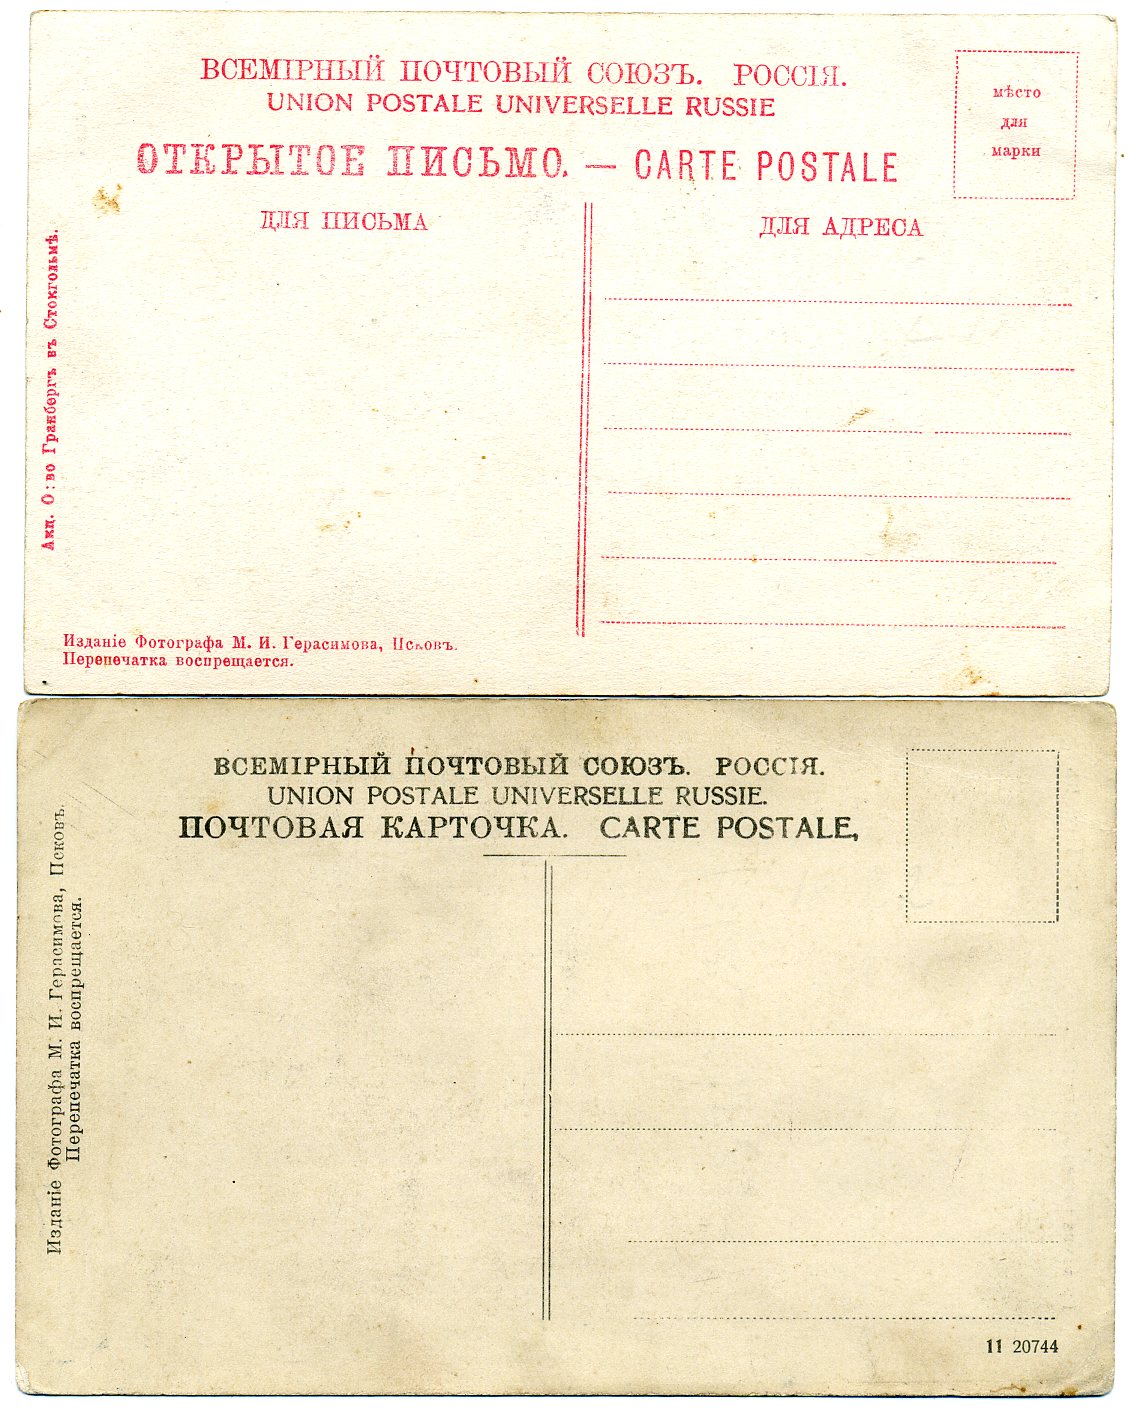 ВСЕМІРНЫЙ ПОЧТОВЫЙ СОЮЗЪ. РОССІЯ.
UNION POSTALE UNIVERSELLE RUSSIE
ОТКРЫТОЕ ПИСЬМО. — CARTE POSTALE
мѣсто
для
марки
ДЛЯ ПИСЬМА
ДЛЯ АДРЕСА
Акц. О:во Гранбергъ въ Стокгольмѣ.
Изданіе Фотографа М. И. Герасимова, Псковъ.
Перепечатка воспрещается.
ВСЕМІРНЫЙ ПОЧТОВЫЙ СОЮЗЪ. РОССІЯ.
UNION POSTALE UNIVERSELLE RUSSIE.
ПОЧТОВАЯ КАРТОЧКА. CARTE POSTALE,
Изданіе Фотографа М. И. Герасимова, Псковъ.
Перепечатка воспрещается.
11 20744